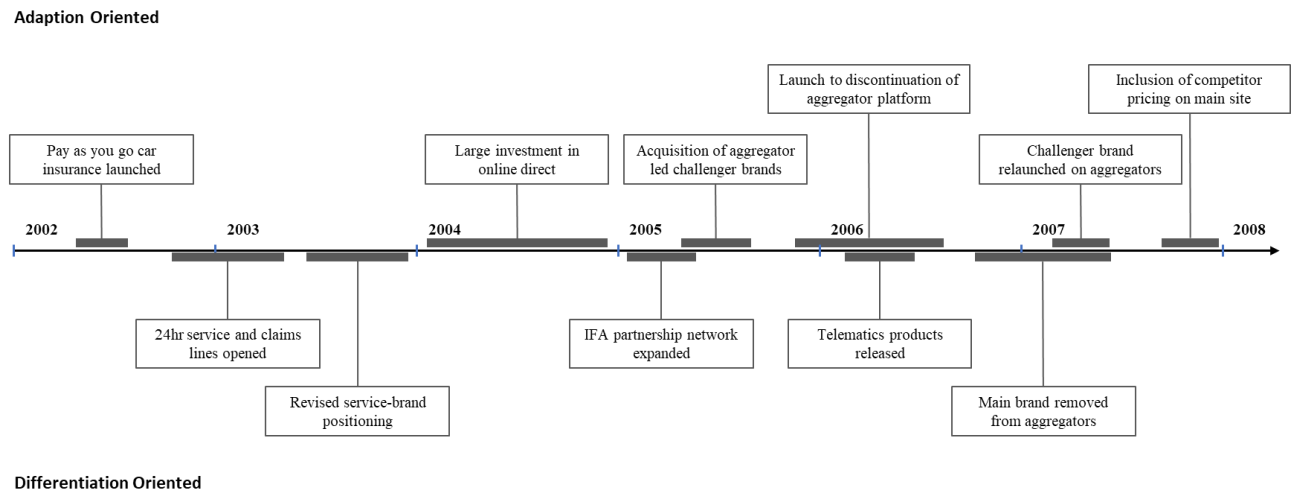 Adaption Oriented
Launch to discontinuation of
aggregator platform
Inclusion of competitor
pricing on main site
Pay as you go car
insurance launched
Large investment in
online direct
Acquisition of aggregator
led challenger brands
Challenger brand
relaunched on aggregators
2002
2003
2004
2005
2006
2007
2008
24hr service and claims
lines opened
IFA partnership network
expanded
Telematics products
released
Revised service-brand
positioning
Main brand removed
from aggregators
Differentiation Oriented